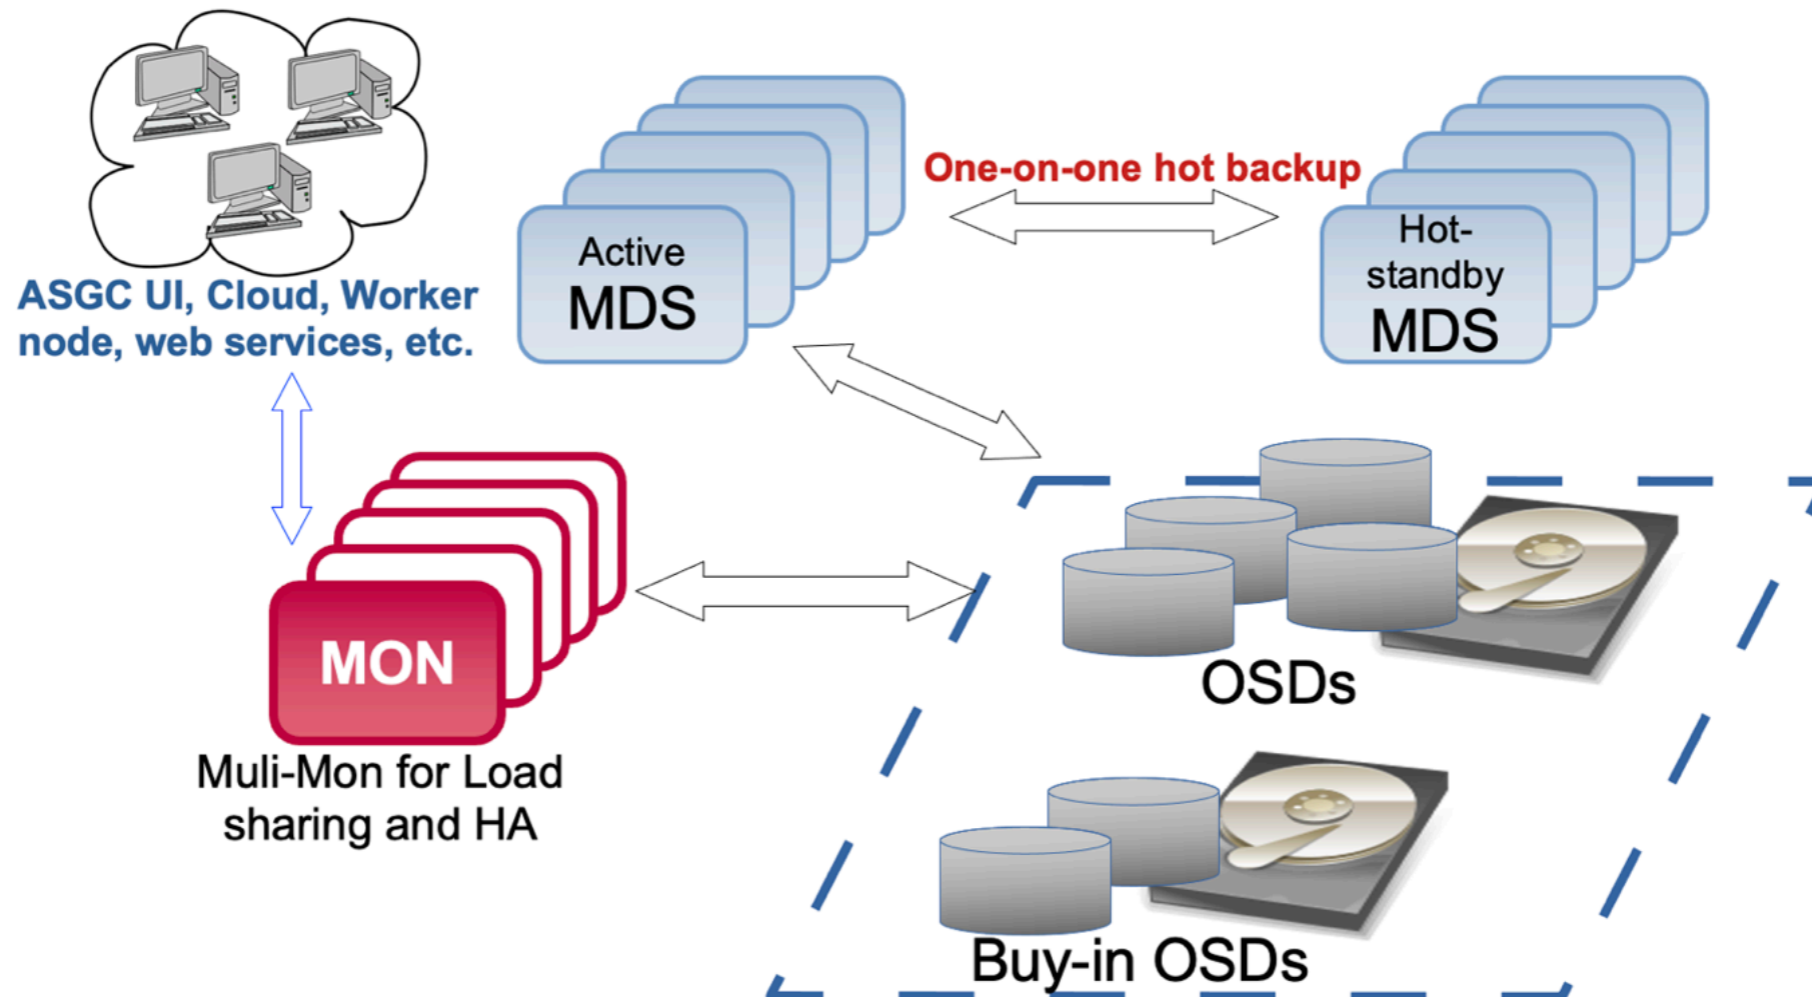 One-on-one hot backup
Active
MDS
Hot-
standby
MDS
ASGC UI, Cloud, Worker
node, web services, etc.
MON
Muli-Mon for Load
sharing and HA
OSDs
Buy-in OSDs